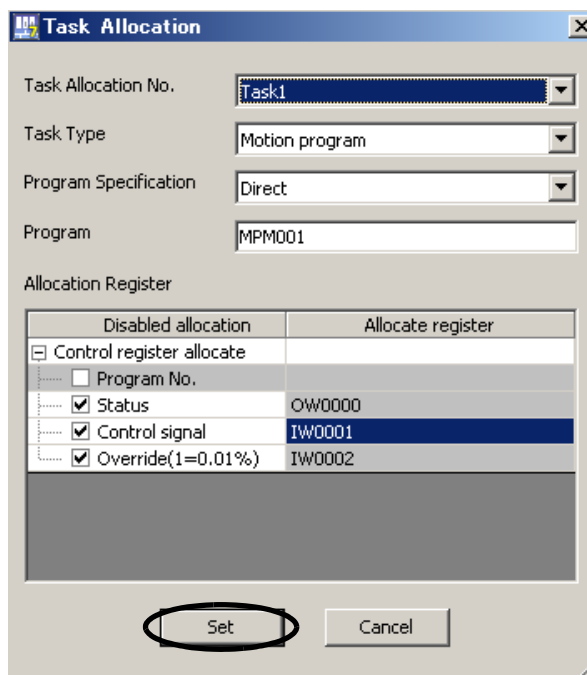 Task Allocation
Task Allocation No. Task1
Task Type Motion program
Program Specification Direct
Program MPM001
Allocation Register
Disabled allocation Allocate register
Control register allocate
Program No.
Status OW0000
Control signal IW0001
Override(1=0.01%) IW0002
Set Cancel